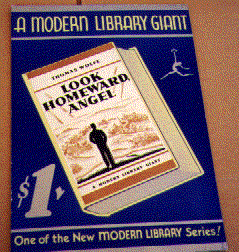 A MODERN LIBRARY GIANT
THOMAS WOLFE
LOOK
HOMEWARD,
ANGEL
A MODERN LIBRARY GIANT
$1
One of the New MODERN LIBRARY Series!